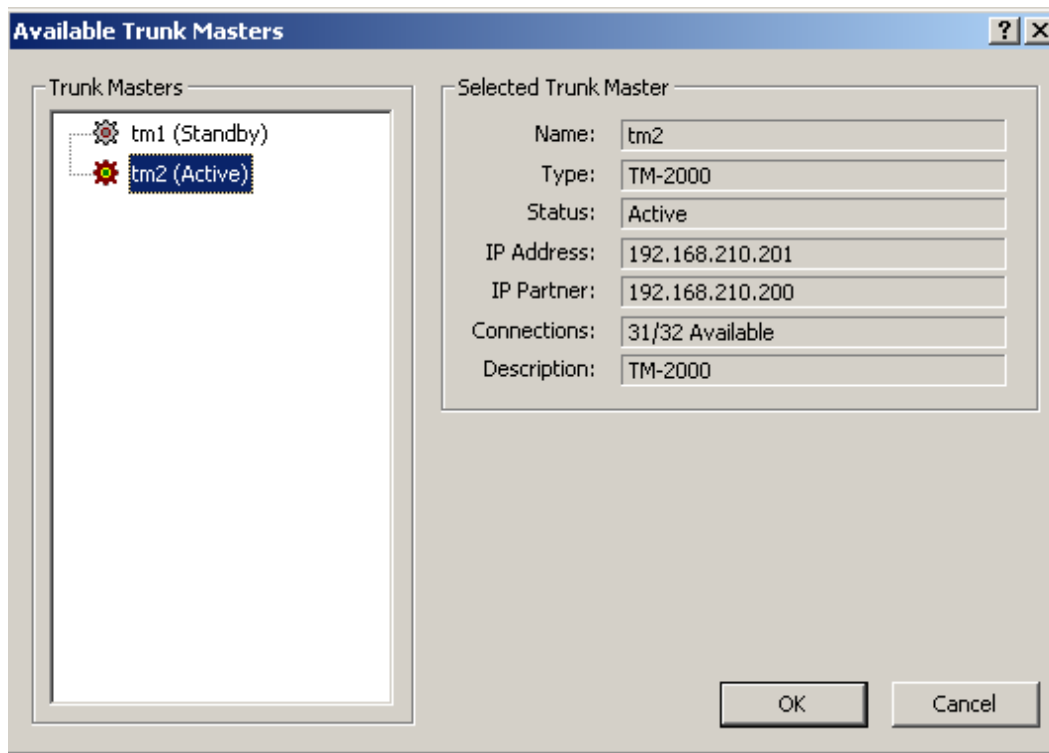 Available Trunk Masters
Trunk Masters
tm1 (Standby)
tm2 (Active)
Selected Trunk Master
Name: tm2
Type: TM-2000
Status: Active
IP Address: 192.168.210.201
IP Partner: 192.168.210.200
Connections: 31/32 Available
Description: TM-2000
OK Cancel